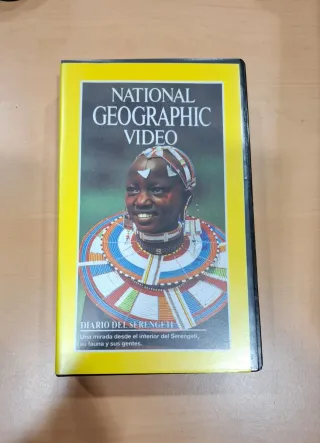 NATIONAL
GEOGRAPHIC
VIDEO
DIARIO DEL SERENGETI
Una mirada desde el interior del Serengeti,
su fauna y sus gentes.